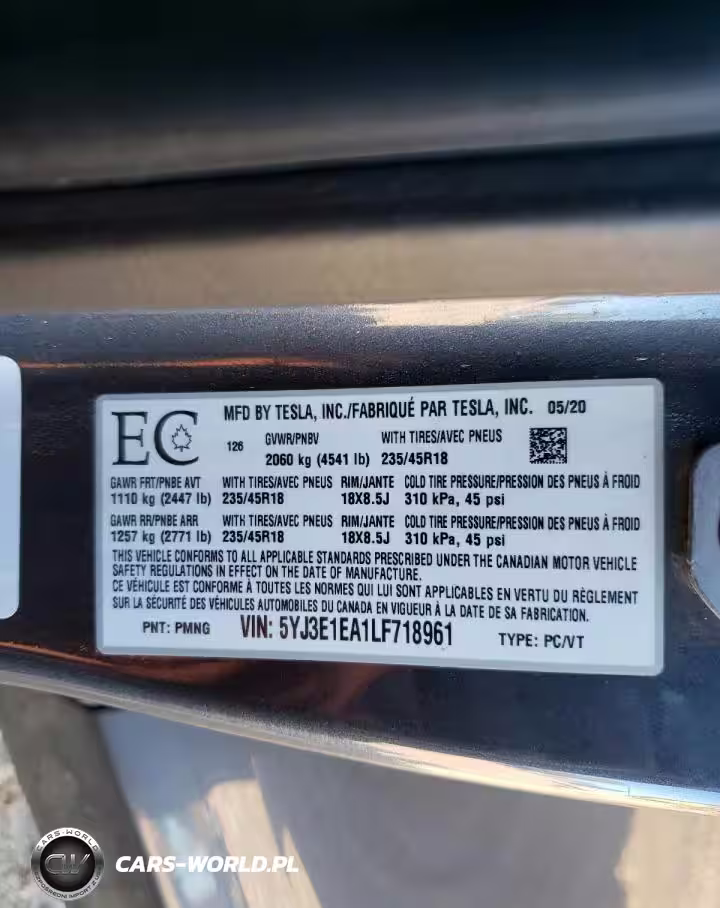 EC
MFD BY TESLA, INC./FABRIQUÉ PAR TESLA, INC. 05/20
126 GVWR/PNBV WITH TIRES/AVEC PNEUS
2060 kg (4541 lb) 235/45R18
GAWR FRT/PNBE AVT WITH TIRES/AVEC PNEUS RIM/JANTE COLD TIRE PRESSURE/PRESSION DES PNEUS À FROID
1110 kg (2447 lb) 235/45R18 18X8.5J 310 kPa, 45 psi
GAWR RR/PNBE ARR WITH TIRES/AVEC PNEUS RIM/JANTE COLD TIRE PRESSURE/PRESSION DES PNEUS À FROID
1257 kg (2771 lb) 235/45R18 18X8.5J 310 kPa, 45 psi
THIS VEHICLE CONFORMS TO ALL APPLICABLE STANDARDS PRESCRIBED UNDER THE CANADIAN MOTOR VEHICLE
SAFETY REGULATIONS IN EFFECT ON THE DATE OF MANUFACTURE.
CE VÉHICULE EST CONFORME À TOUTES LES NORMES QUI LUI SONT APPLICABLES EN VERTU DU RÈGLEMENT
SUR LA SÉCURITÉ DES VÉHICULES AUTOMOBILES DU CANADA EN VIGUEUR À LA DATE DE SA FABRICATION.
PNT: PMNG VIN: 5YJ3E1EA1LF718961 TYPE: PC/VT
CARS-WORLD
CW
CARS-WORLD.PL